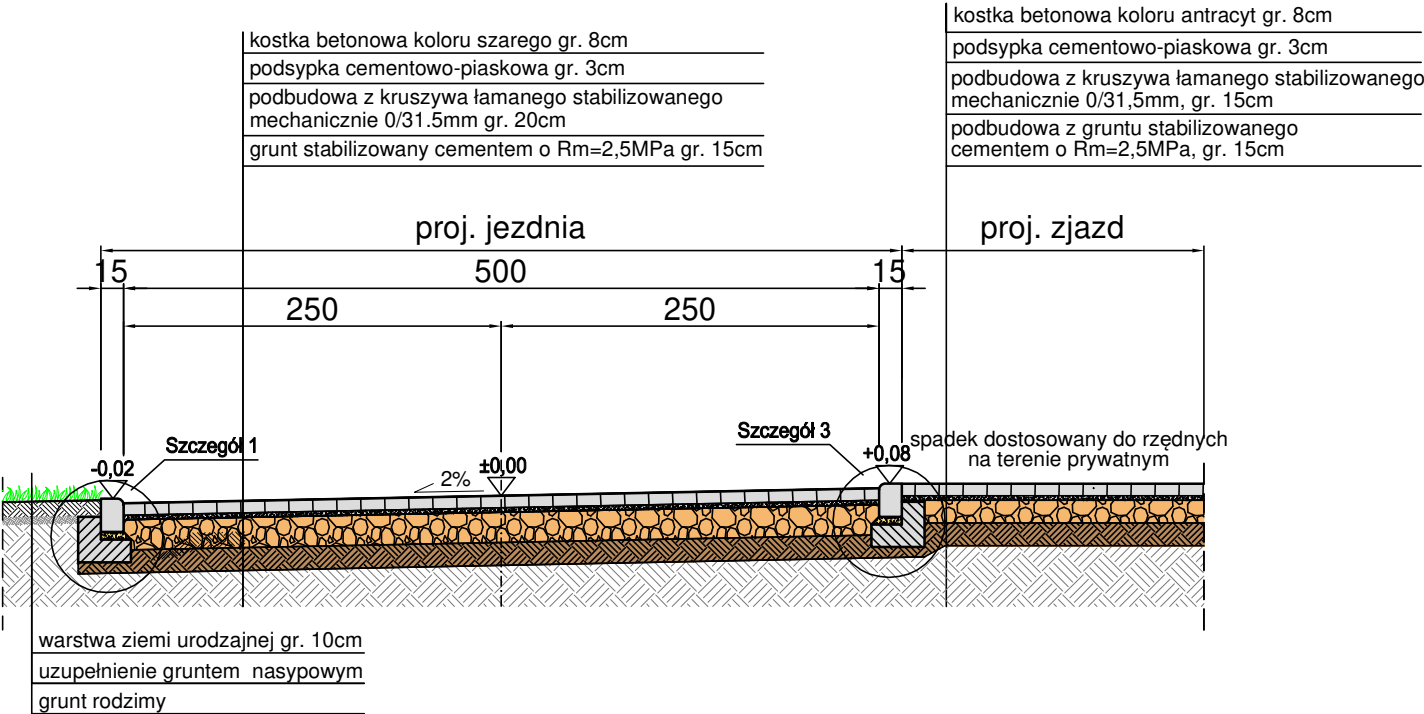 kostka betonowa koloru szarego gr. 8cm
podsypka cementowo-piaskowa gr. 3cm
podbudowa z kruszywa łamanego stabilizowanego
mechanicznie 0/31.5mm gr. 20cm
grunt stabilizowany cementem o Rm=2,5MPa gr. 15cm
kostka betonowa koloru antracyt gr. 8cm
podsypka cementowo-piaskowa gr. 3cm
podbudowa z kruszywa łamanego stabilizowanego
mechanicznie 0/31,5mm, gr. 15cm
podbudowa z gruntu stabilizowanego
cementem o Rm=2,5MPa, gr. 15cm
proj. jezdnia
proj. zjazd
15
500
15
250
250
Szczegół 1
-0,02
2%
±0,00
Szczegół 3
+0,08
spadek dostosowany do rzędnych
na terenie prywatnym
warstwa ziemi urodzajnej gr. 10cm
uzupełnienie gruntem nasypowym
grunt rodzimy